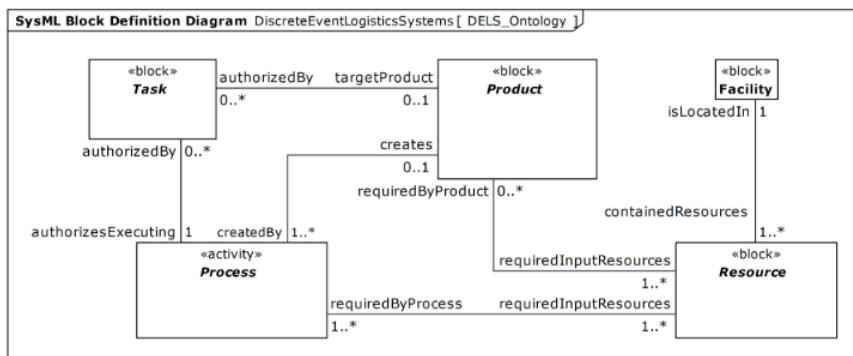 SysML Block Definition Diagram DiscreteEventLogisticsSystems [ DELS_Ontology ]
«block»
Task
authorizedBy
targetProduct
0..*
0..1
«block»
Product
«block»
Facility
isLocatedIn
1
authorizedBy
0..*
creates
0..1
requiredByProduct
0..*
containedResources
1..*
authorizesExecuting
1
createdBy
1..*
«activity»
Process
requiredInputResources
1..*
«block»
Resource
requiredByProcess
1..*
requiredInputResources
1..*